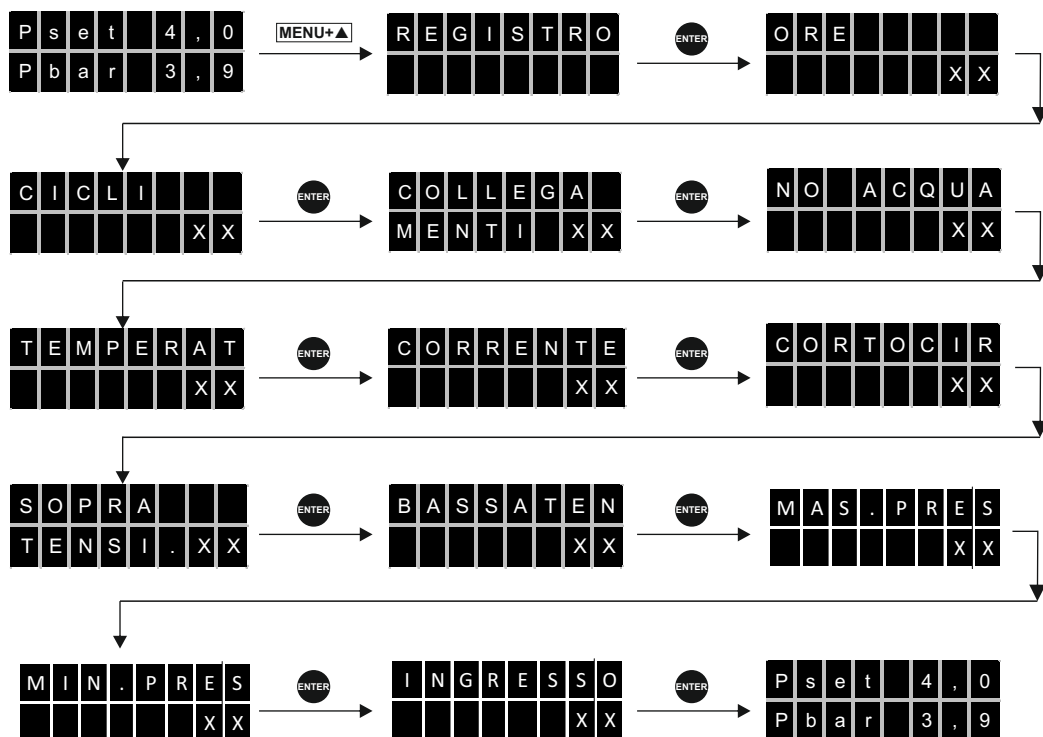 Pset 4,0
Pbar 3,9
MENU+▲
REGISTRO
ENTER
ORE
XX
CICLI
XX
ENTER
COLLEGA
MENTI XX
ENTER
NO ACQUA
XX
TEMPERAT
XX
ENTER
CORRENTE
XX
ENTER
CORTOCIR
XX
SOPRA
TENSI.XX
ENTER
BASSATEN
XX
ENTER
MAS.PRES
XX
MIN.PRES
XX
ENTER
INGRESSO
XX
ENTER
Pset 4,0
Pbar 3,9